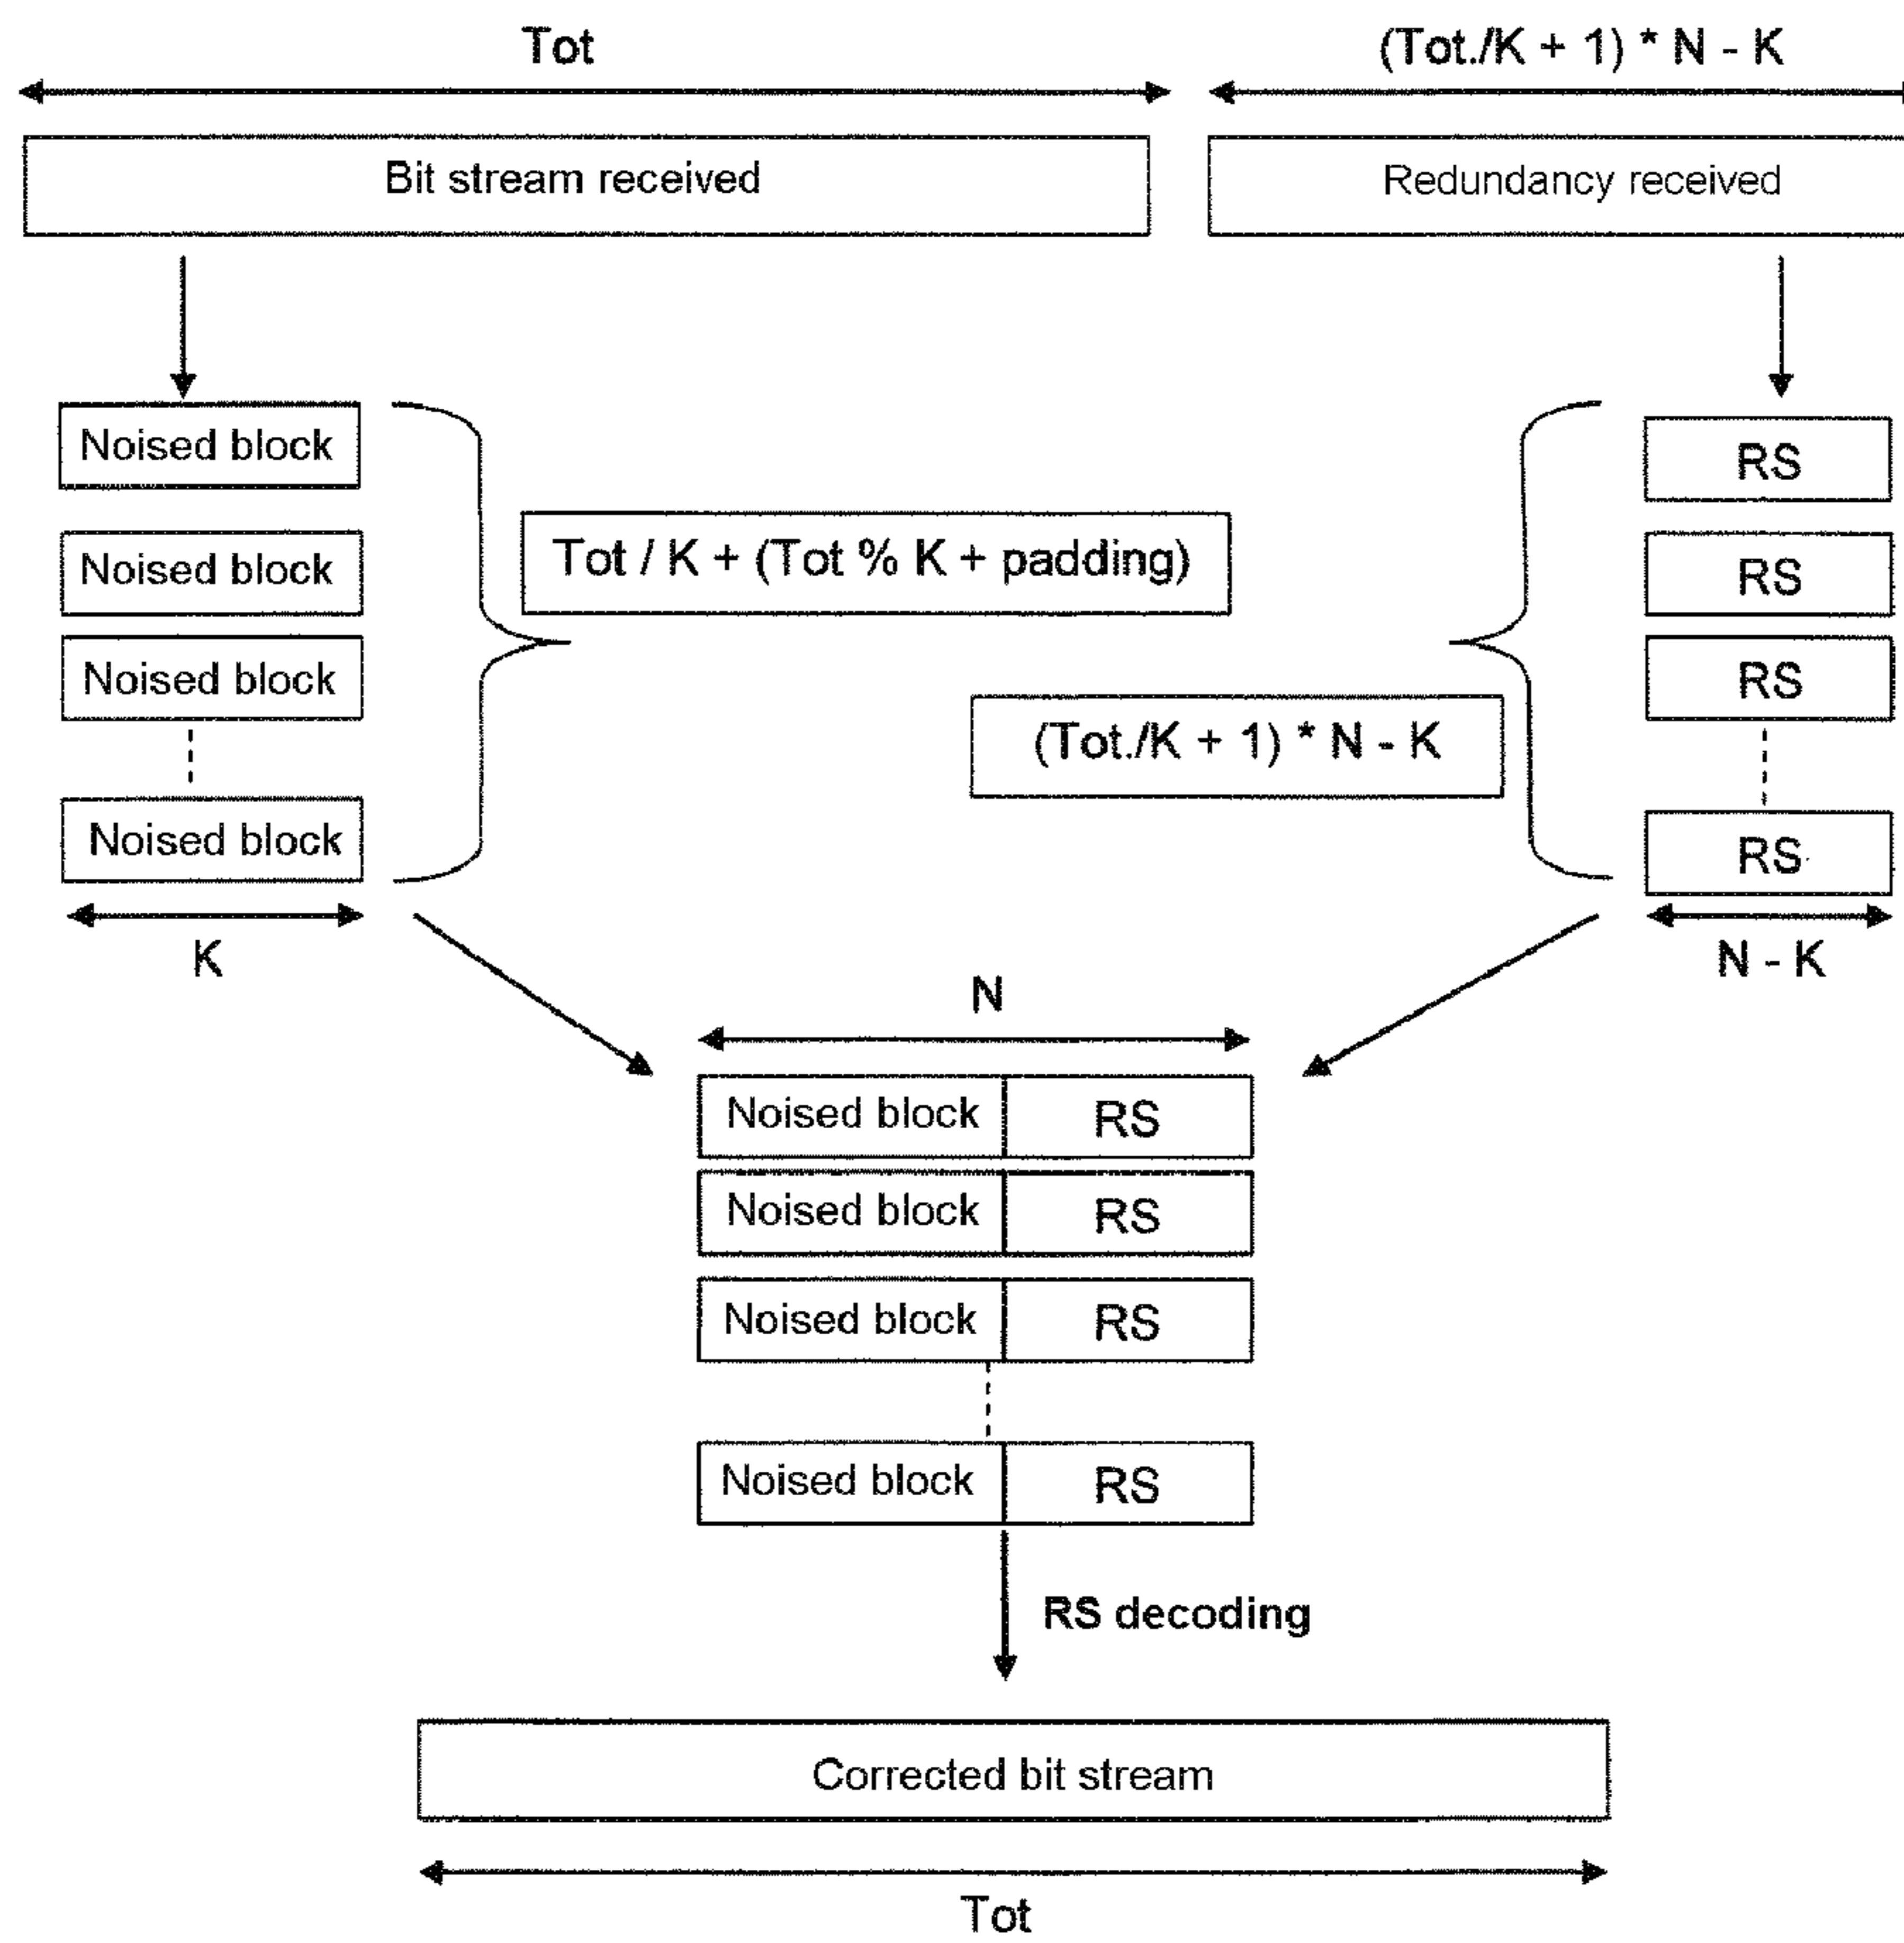 Tot
(Tot./K + 1) * N - K
Bit stream received
Redundancy received
Noised block
RS
Tot / K + (Tot % K + padding)
Noised block
RS
Noised block
RS
(Tot./K + 1) * N - K
Noised block
RS
K
N - K
N
Noised block
RS
Noised block
RS
Noised block
RS
Noised block
RS
RS decoding
Corrected bit stream
Tot